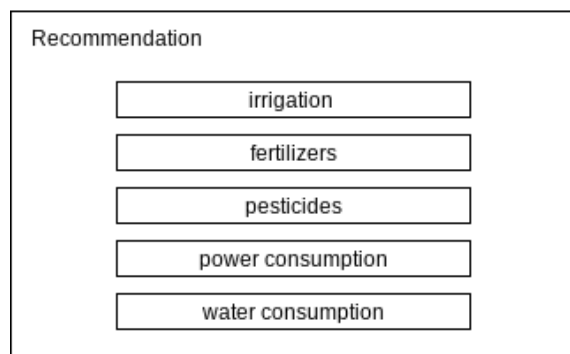 Recommendation
irrigation
fertilizers
pesticides
power consumption
water consumption